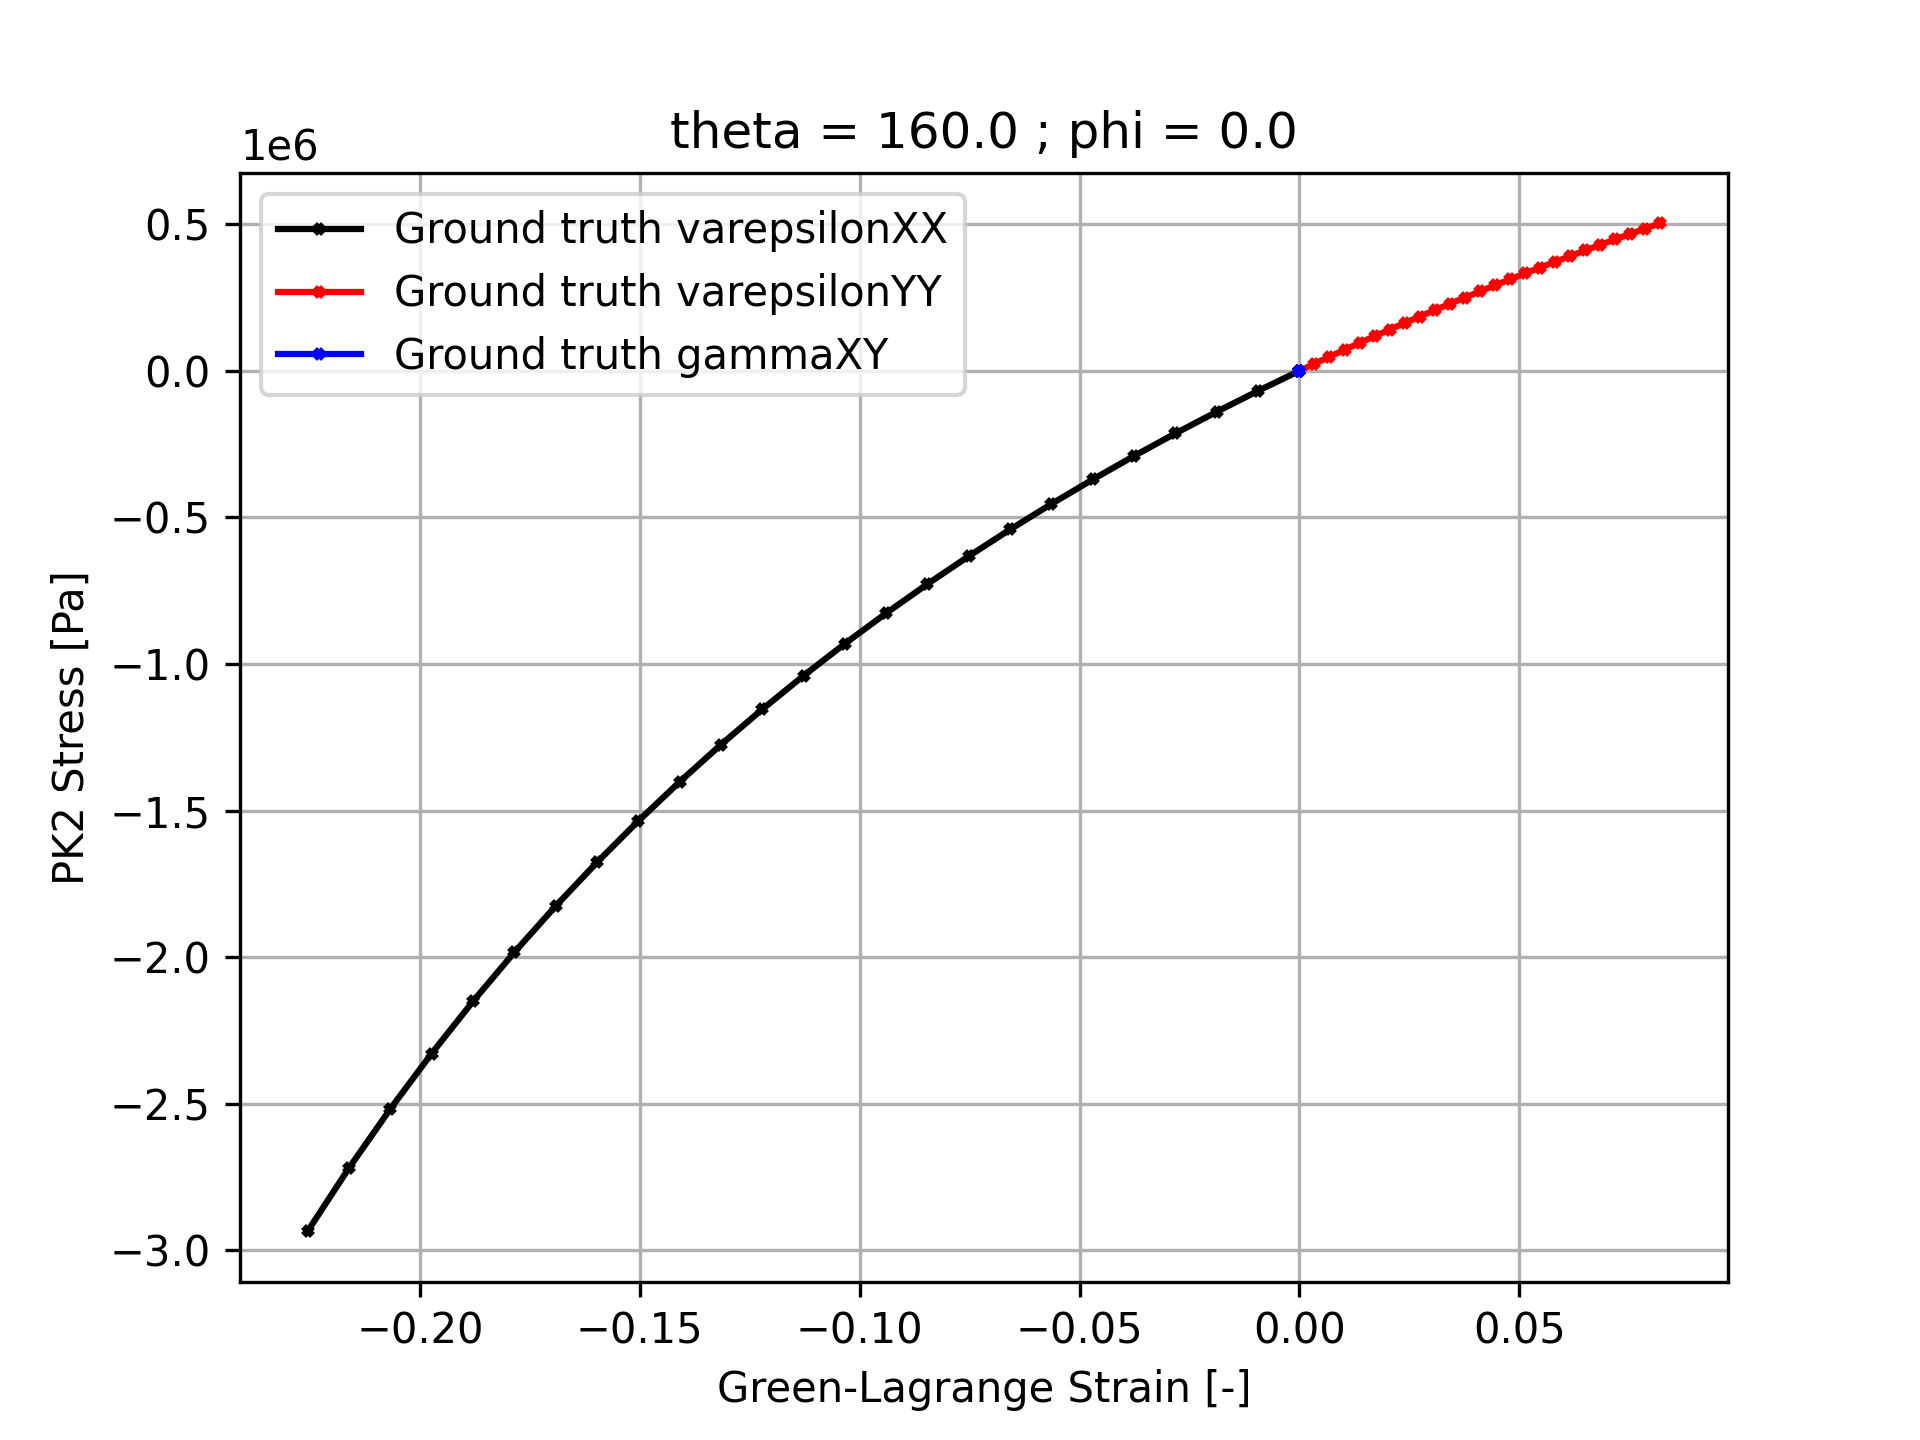 theta = 160.0 ; phi = 0.0
1e6
Ground truth varepsilonXX
Ground truth varepsilonYY
Ground truth gammaXY
0.5
0.0
−0.5
−1.0
−1.5
−2.0
−2.5
−3.0
PK2 Stress [Pa]
−0.20 −0.15 −0.10 −0.05 0.00 0.05
Green-Lagrange Strain [-]